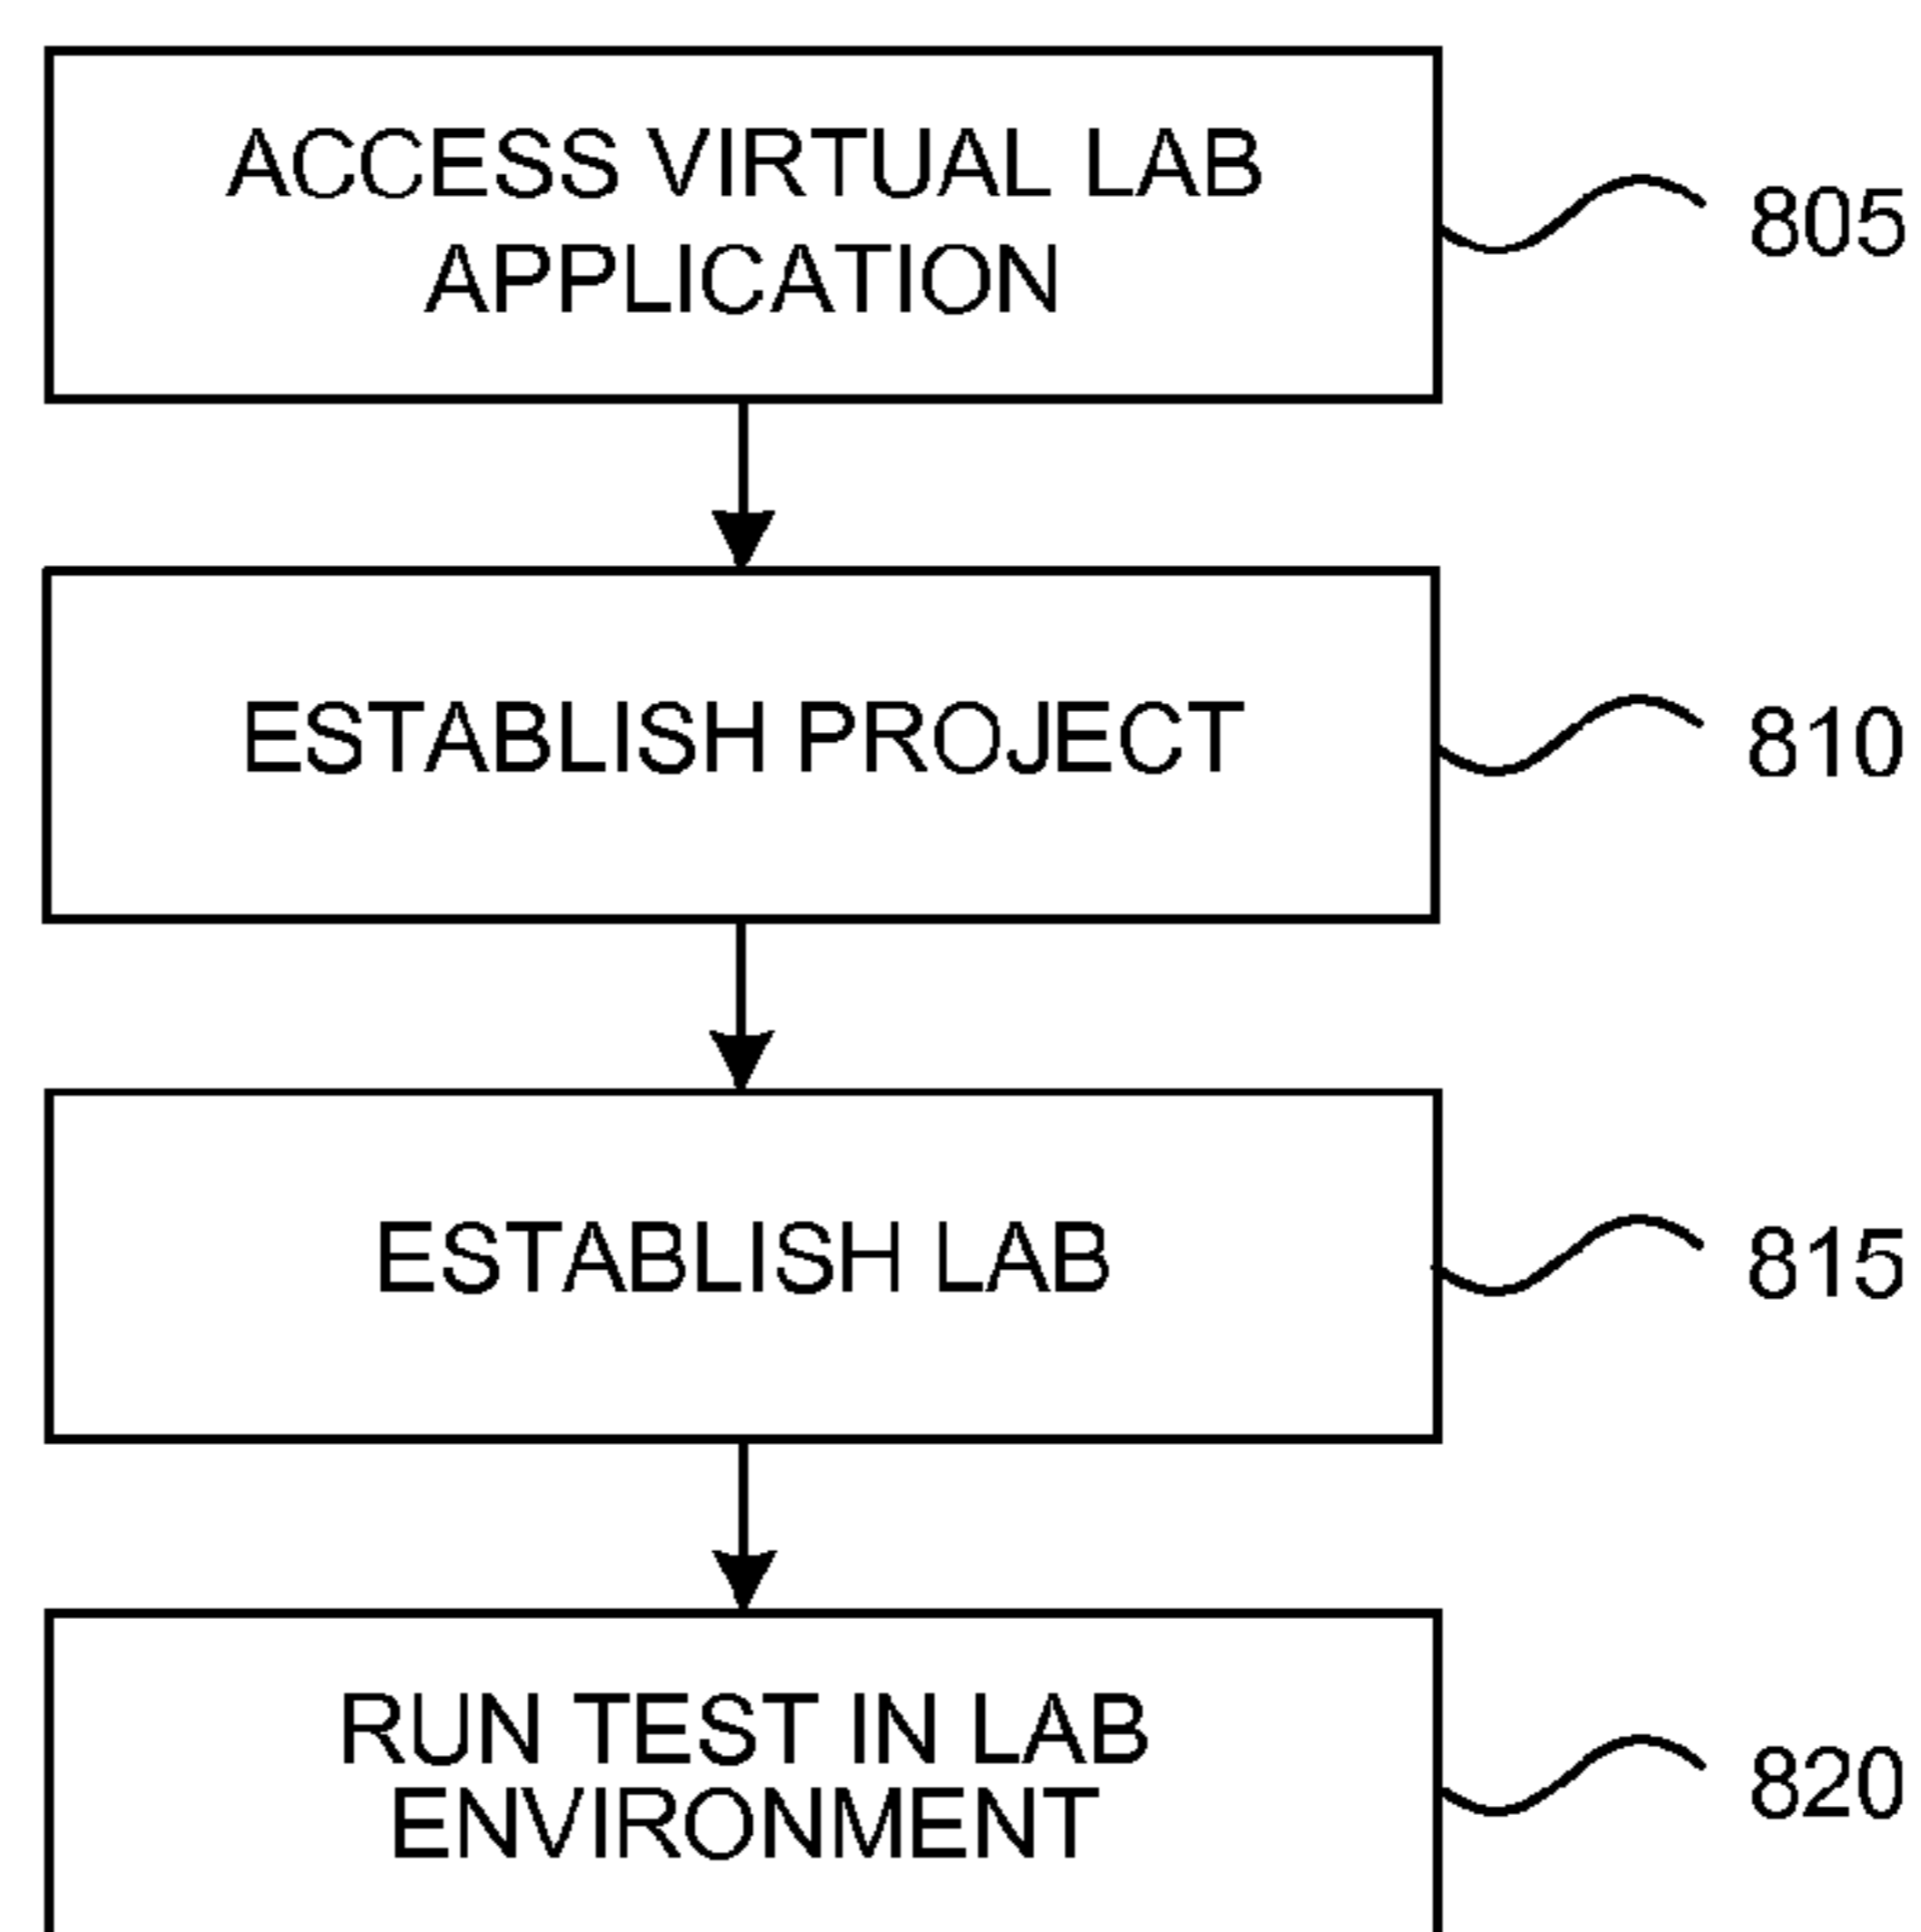 ACCESS VIRTUAL LAB
APPLICATION
805
ESTABLISH PROJECT
810
ESTABLISH LAB
815
RUN TEST IN LAB
ENVIRONMENT
820